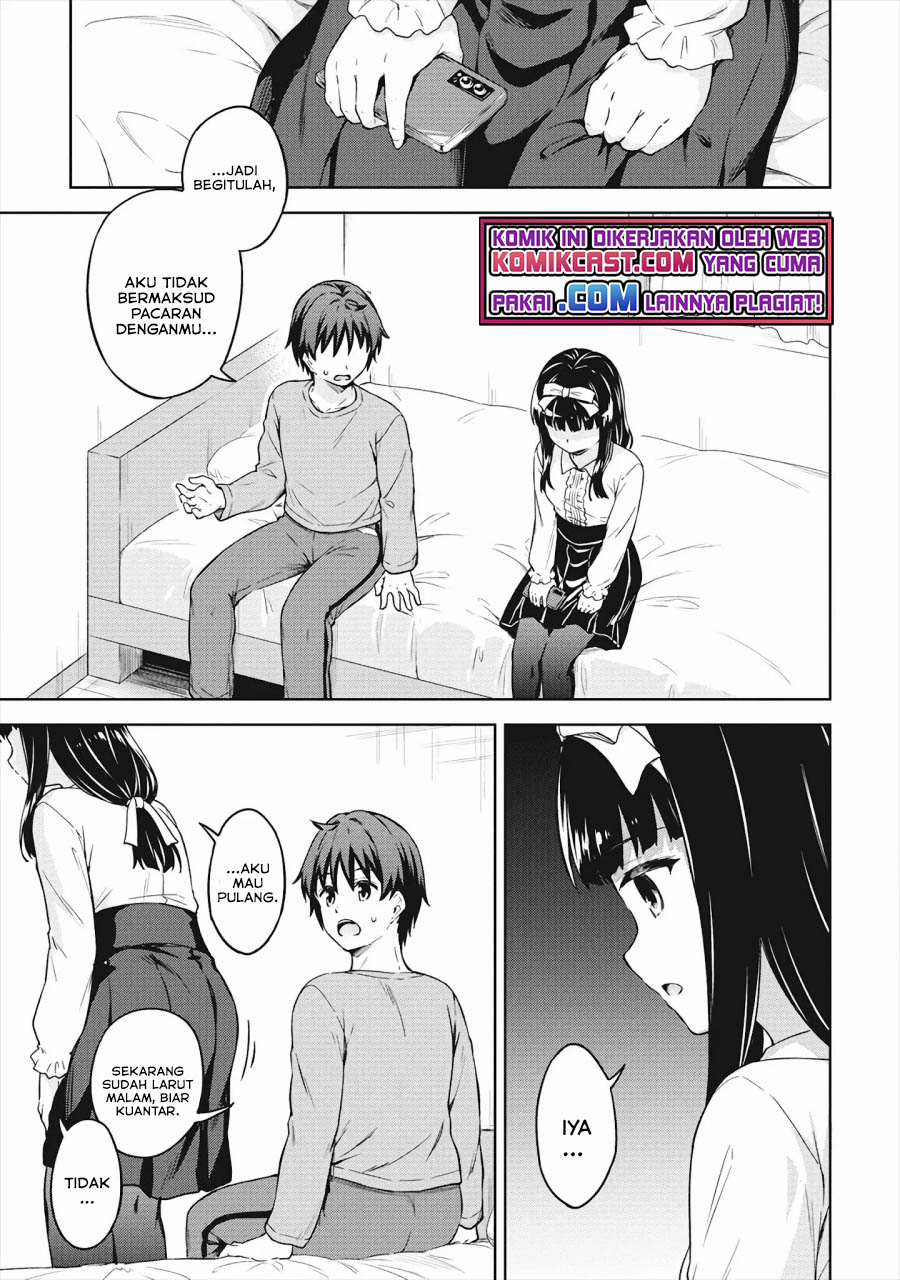 ...JADI
BEGITULAH,
AKU TIDAK
BERMAKSUD
PACARAN
DENGANMU...
KOMIK INI DIKERJAKAN OLEH WEB
KOMIKCAST.COM YANG CUMA
PAKAI .COM LAINNYA PLAGIAT!
IYA
...
...AKU
MAU
PULANG.
SEKARANG
SUDAH LARUT
MALAM, BIAR
KUANTAR.
TIDAK
...